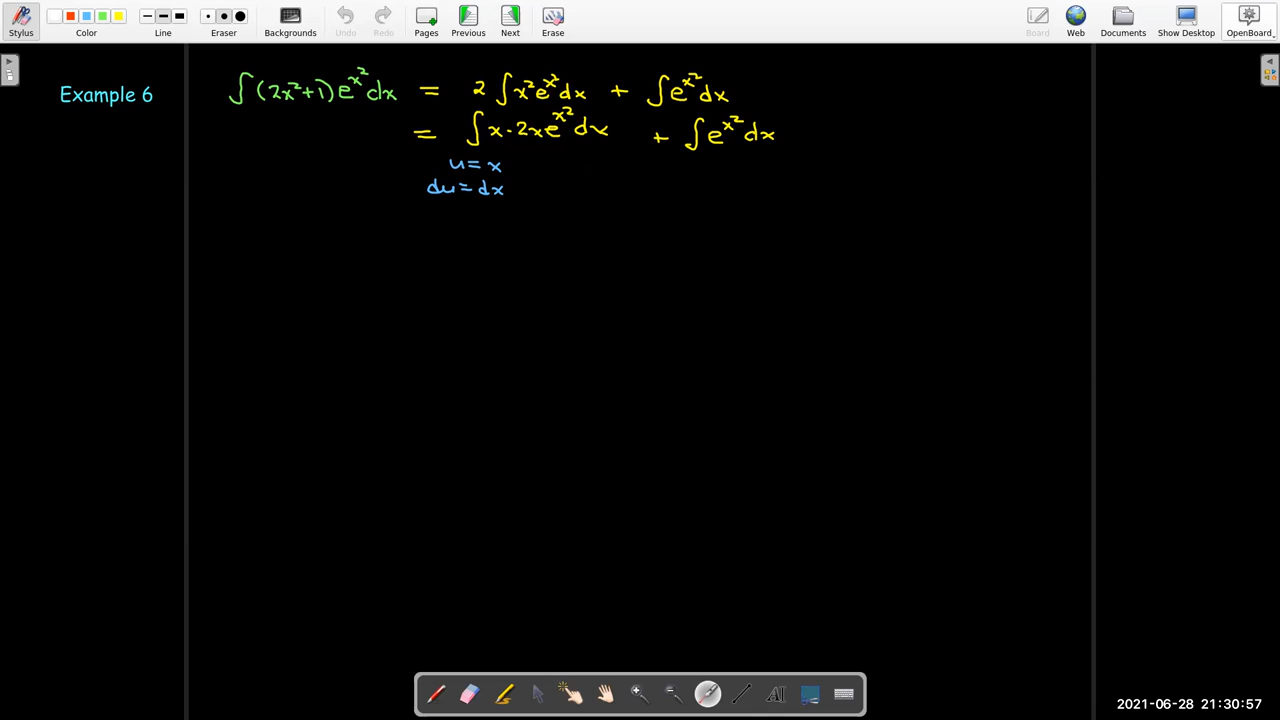 Stylus Color Line Eraser Backgrounds Undo Redo Pages Previous Next Erase Board Web Documents Show Desktop OpenBoard
Example 6 ∫(2x²+1)e^{x²}dx = 2∫x²e^{x²}dx + ∫e^{x²}dx
= ∫x·2xe^{x²}dx + ∫e^{x²}dx
u = x
du = dx
AI
2021-06-28 21:30:57